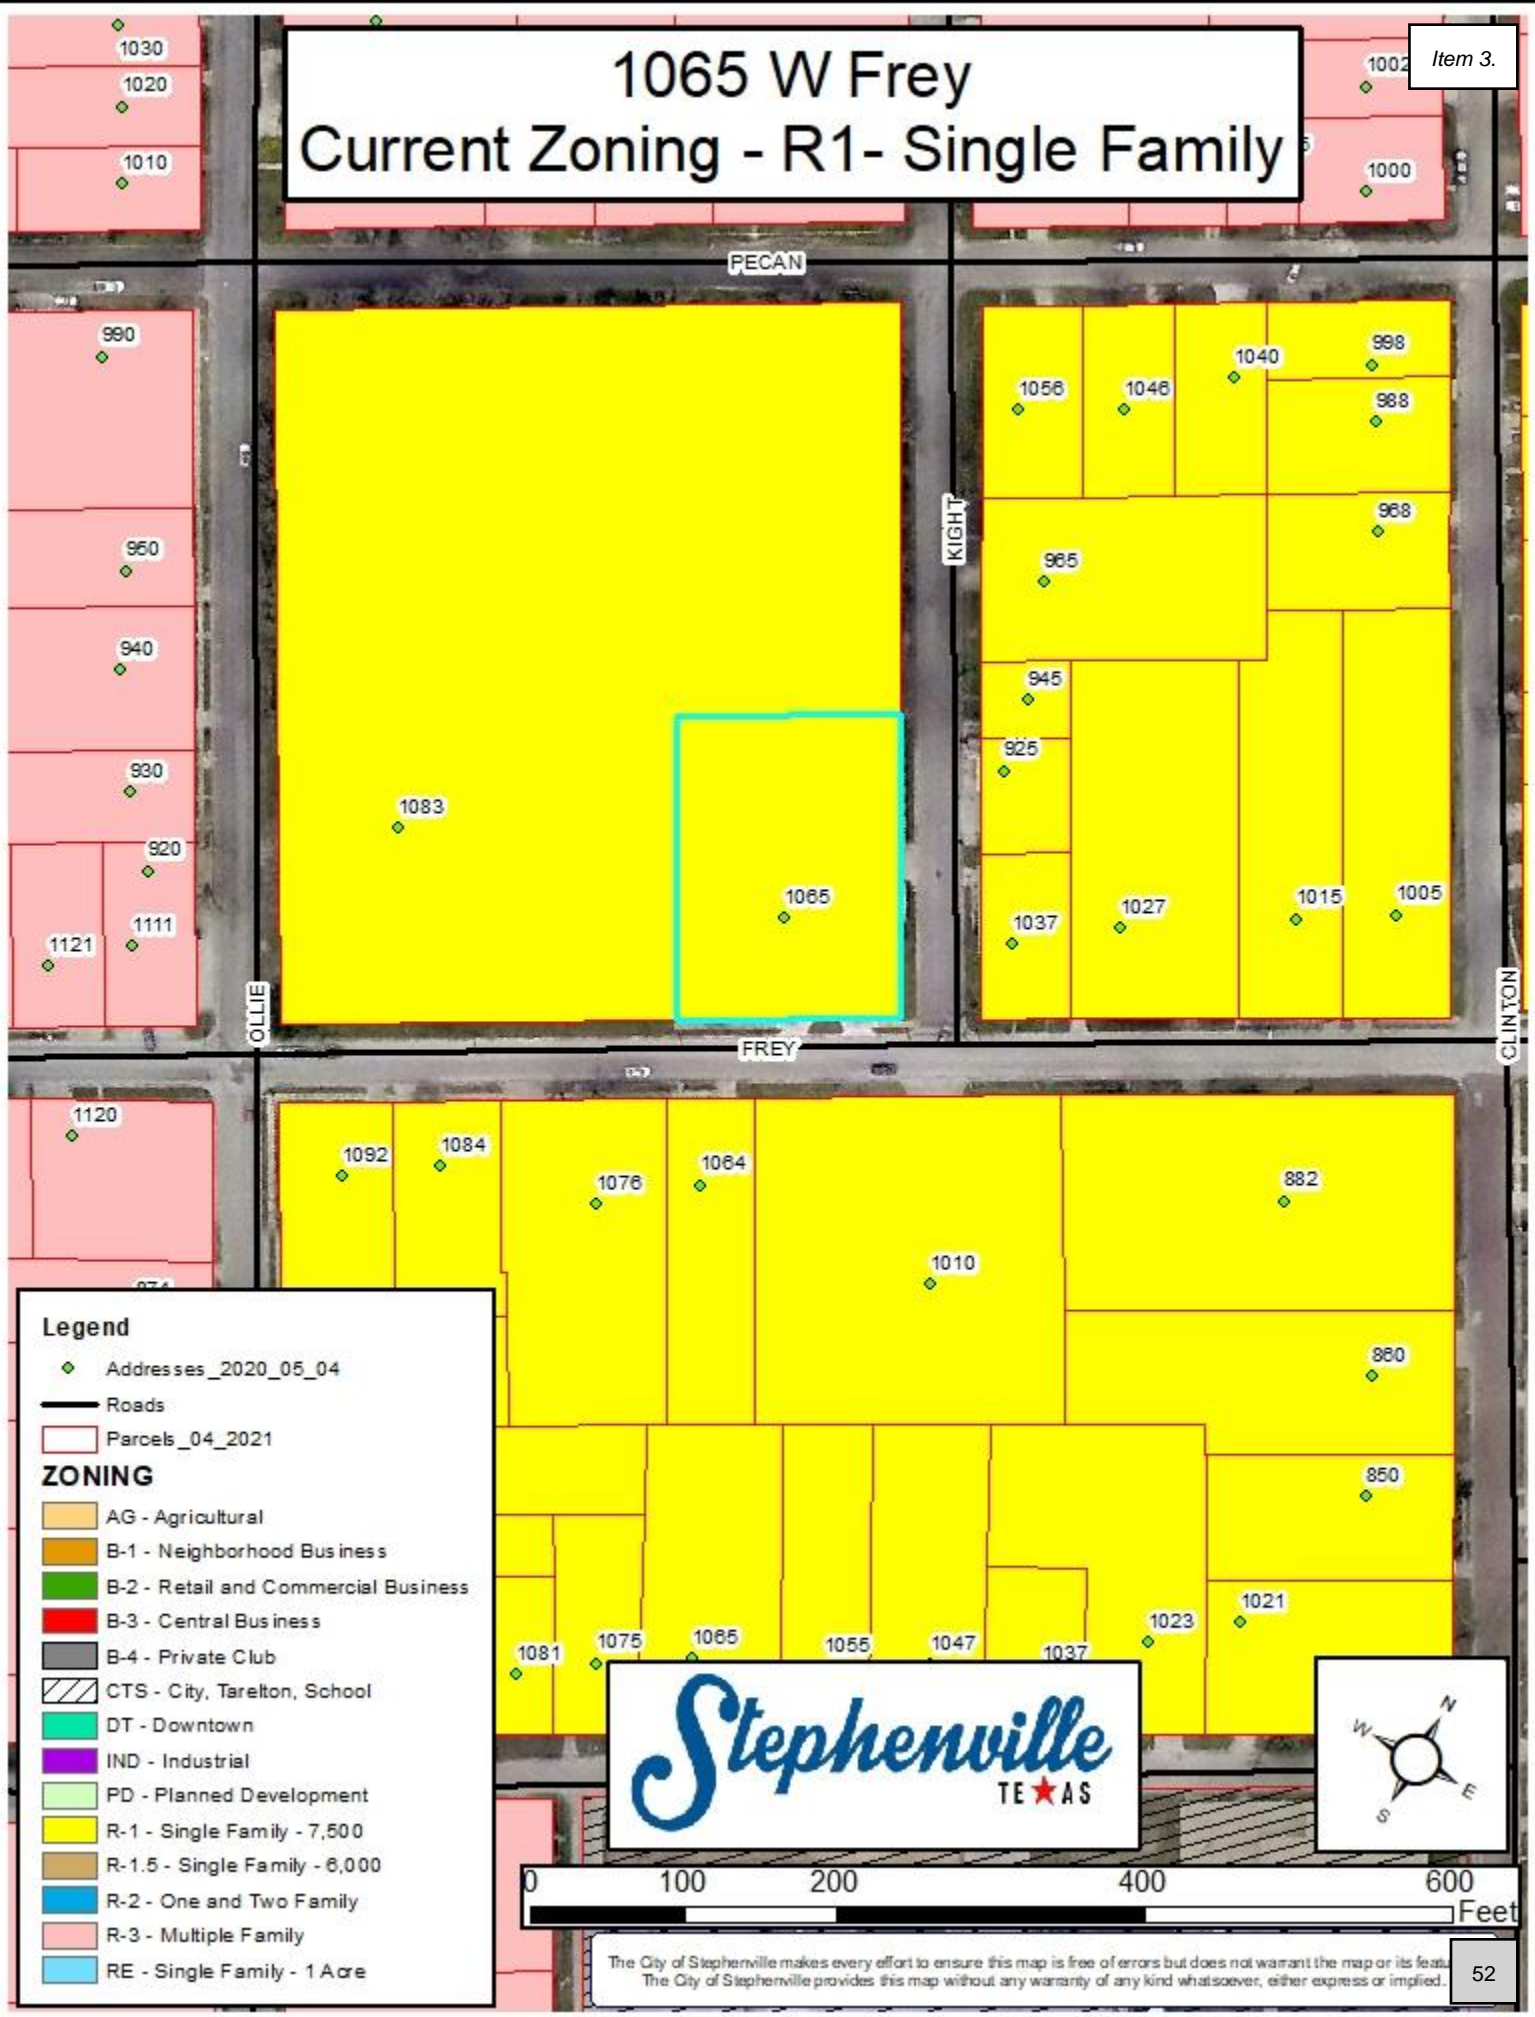 Item 3.
1065 W Frey
Current Zoning - R1- Single Family
1030
1020
1010
1002
1000
PECAN
990
950
940
930
920
1111
1121
OLLIE
1083
1065
KIGHT
1056
1046
1040
998
988
968
965
945
925
1037
1027
1015
1005
CLINTON
FREY
1120
1092
1084
1076
1064
1010
882
860
850
1081
1075
1065
1055
1047
1037
1023
1021
Legend
Addresses_2020_05_04
Roads
Parcels_04_2021
ZONING
AG - Agricultural
B-1 - Neighborhood Business
B-2 - Retail and Commercial Business
B-3 - Central Business
B-4 - Private Club
CTS - City, Tarelton, School
DT - Downtown
IND - Industrial
PD - Planned Development
R-1 - Single Family - 7,500
R-1.5 - Single Family - 6,000
R-2 - One and Two Family
R-3 - Multiple Family
RE - Single Family - 1 Acre
Stephenville
TEXAS
N
W
E
S
0 100 200 400 600
Feet
The City of Stephenville makes every effort to ensure this map is free of errors but does not warrant the map or its
The City of Stephenville provides this map without any warranty of any kind whatsoever, either express or implied.
52